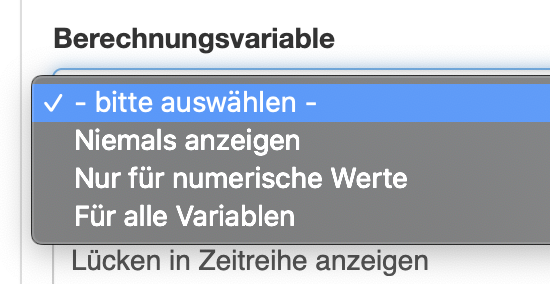 Berechnungsvariable
✓ - bitte auswählen -
Niemals anzeigen
Nur für numerische Werte
Für alle Variablen
Lücken in Zeitreihe anzeigen